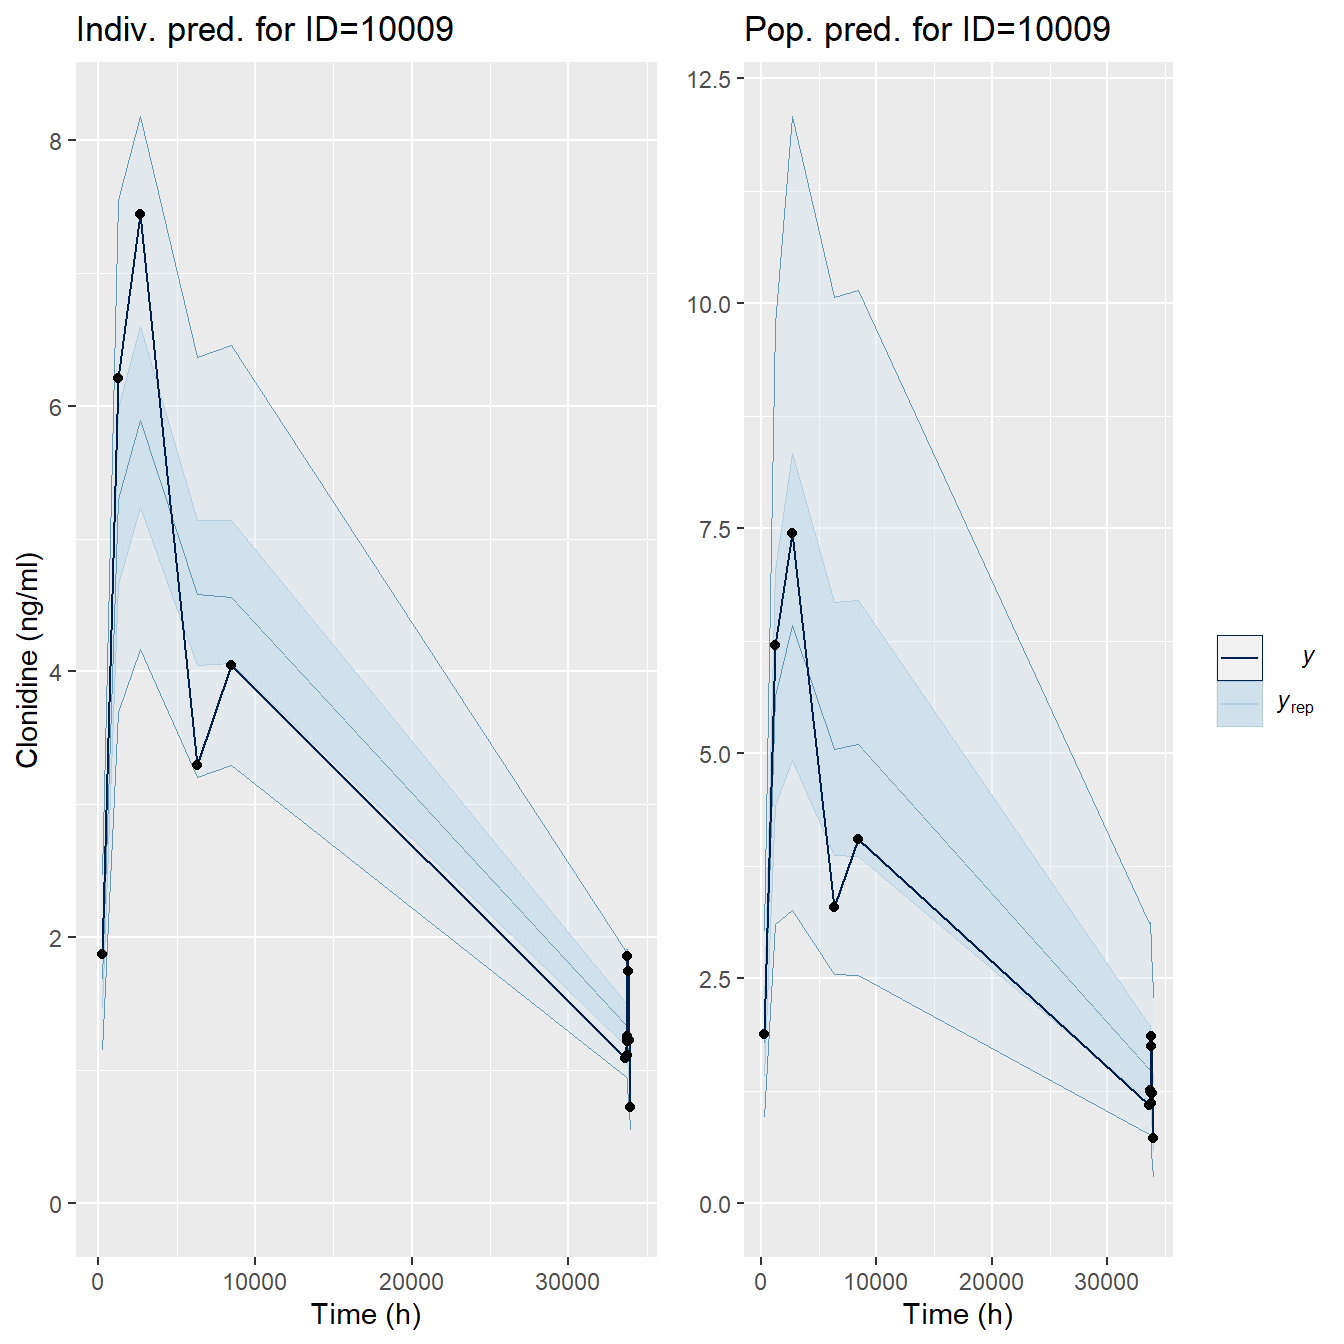 Indiv. pred. for ID=10009
Pop. pred. for ID=10009
Clonidine (ng/ml)
8
6
4
2
0
0
10000
20000
30000
Time (h)
12.5
10.0
7.5
5.0
2.5
0.0
0
10000
20000
30000
Time (h)
y
yrep